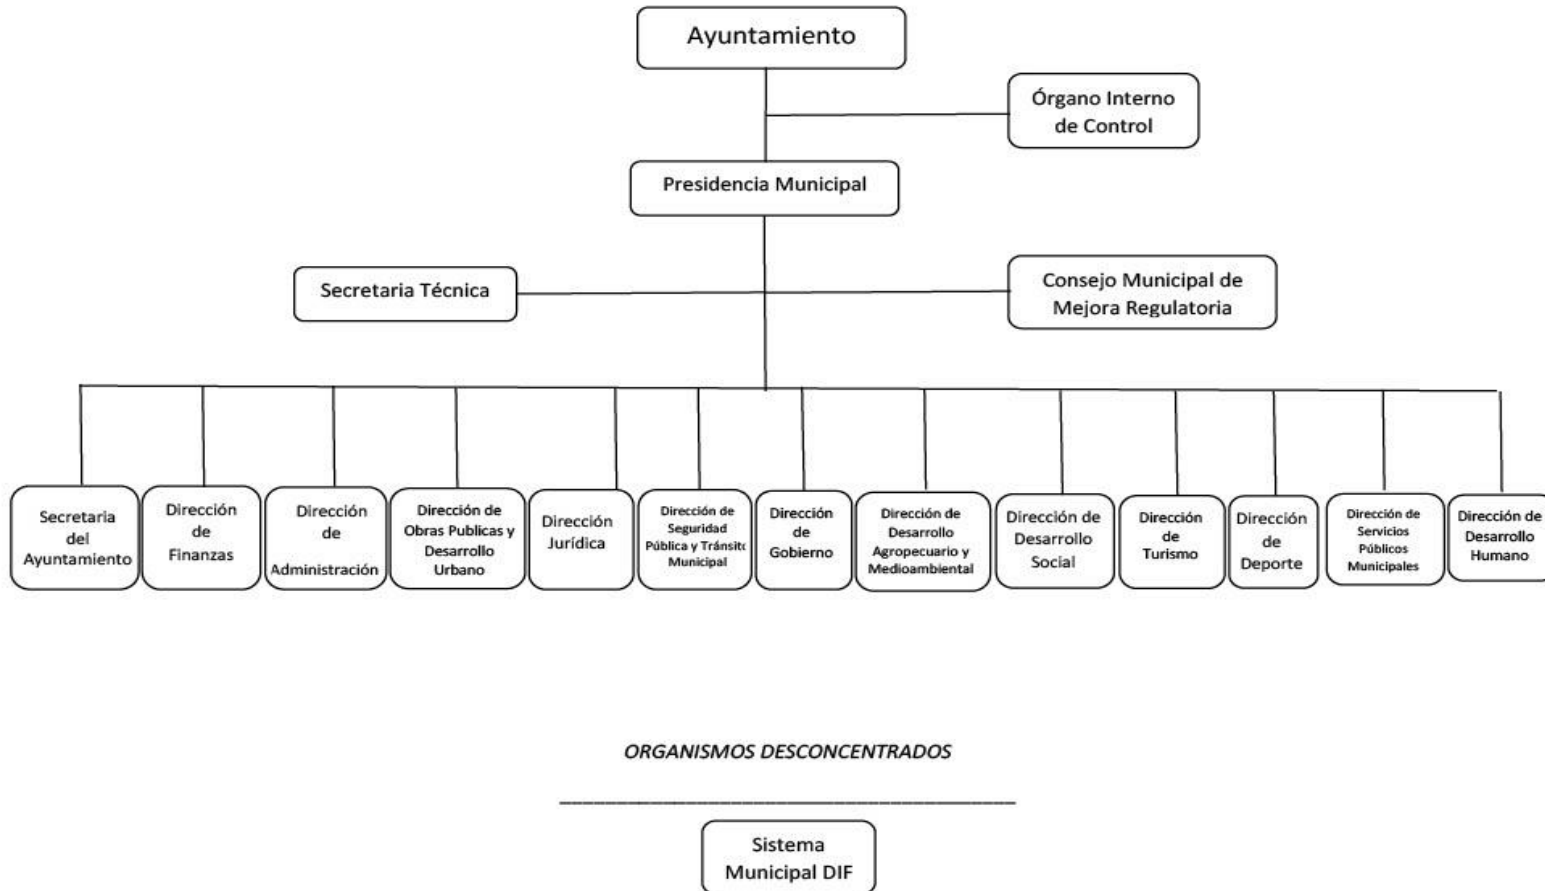 Ayuntamiento
Órgano Interno
de Control
Presidencia Municipal
Secretaria Técnica
Consejo Municipal de
Mejora Regulatoria
Secretaria
del
Ayuntamiento
Dirección
de
Finanzas
Dirección
de
Administración
Dirección de
Obras Publicas y
Desarrollo
Urbano
Dirección
Jurídica
Dirección de
Seguridad
Pública y Tránsito
Municipal
Dirección
de
Gobierno
Dirección de
Desarrollo
Agropecuario y
Medioambiental
Dirección de
Desarrollo
Social
Dirección
de
Turismo
Dirección
de
Deporte
Dirección de
Servicios
Públicos
Municipales
Dirección de
Desarrollo
Humano
ORGANISMOS DESCONCENTRADOS
Sistema
Municipal DIF